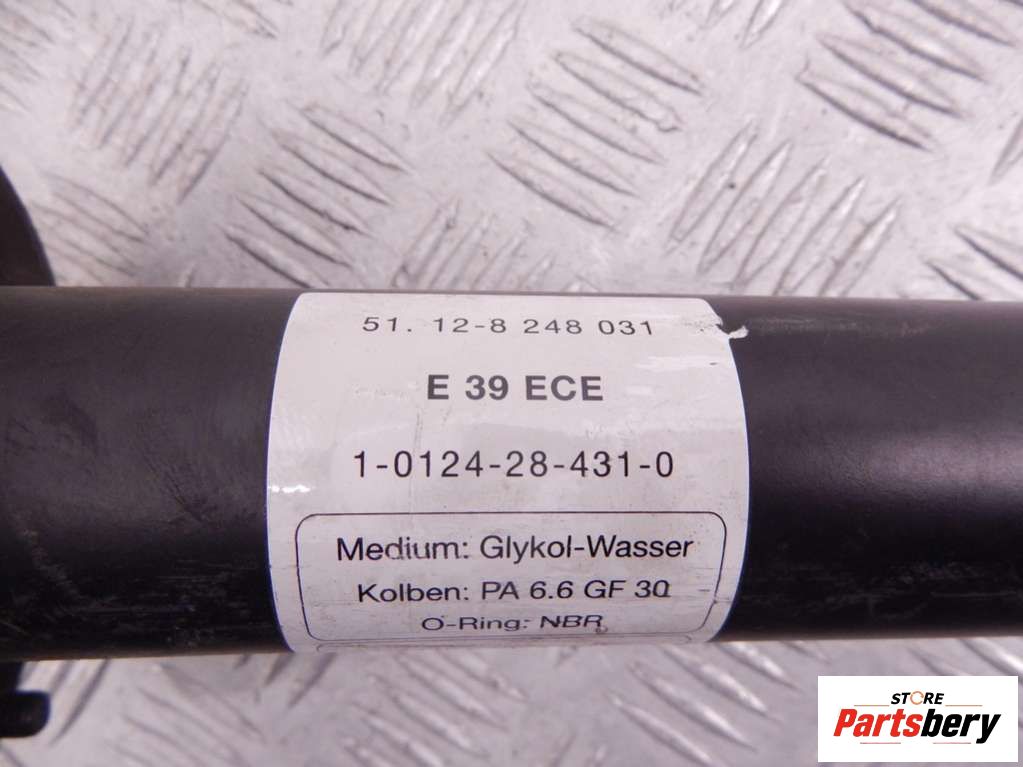 51. 12-8 248 031
E 39 ECE
1-0124-28-431-0
Medium: Glykol-Wasser
Kolben: PA 6.6 GF 30
O-Ring: NBR
STORE
Partsbery